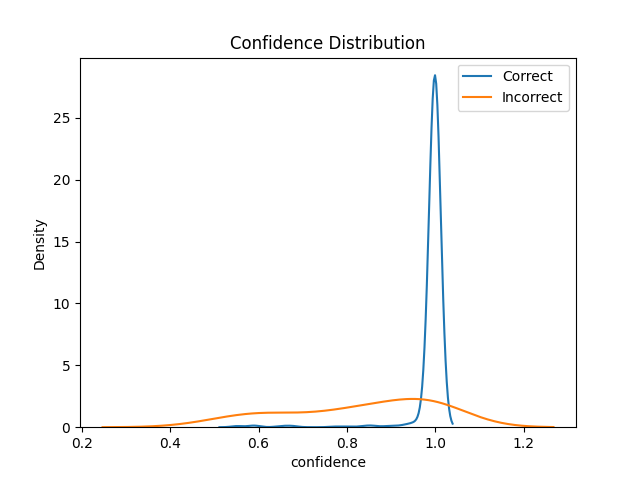 Confidence Distribution
Correct
Incorrect
Density
25
20
15
10
5
0
0.2 0.4 0.6 0.8 1.0 1.2
confidence